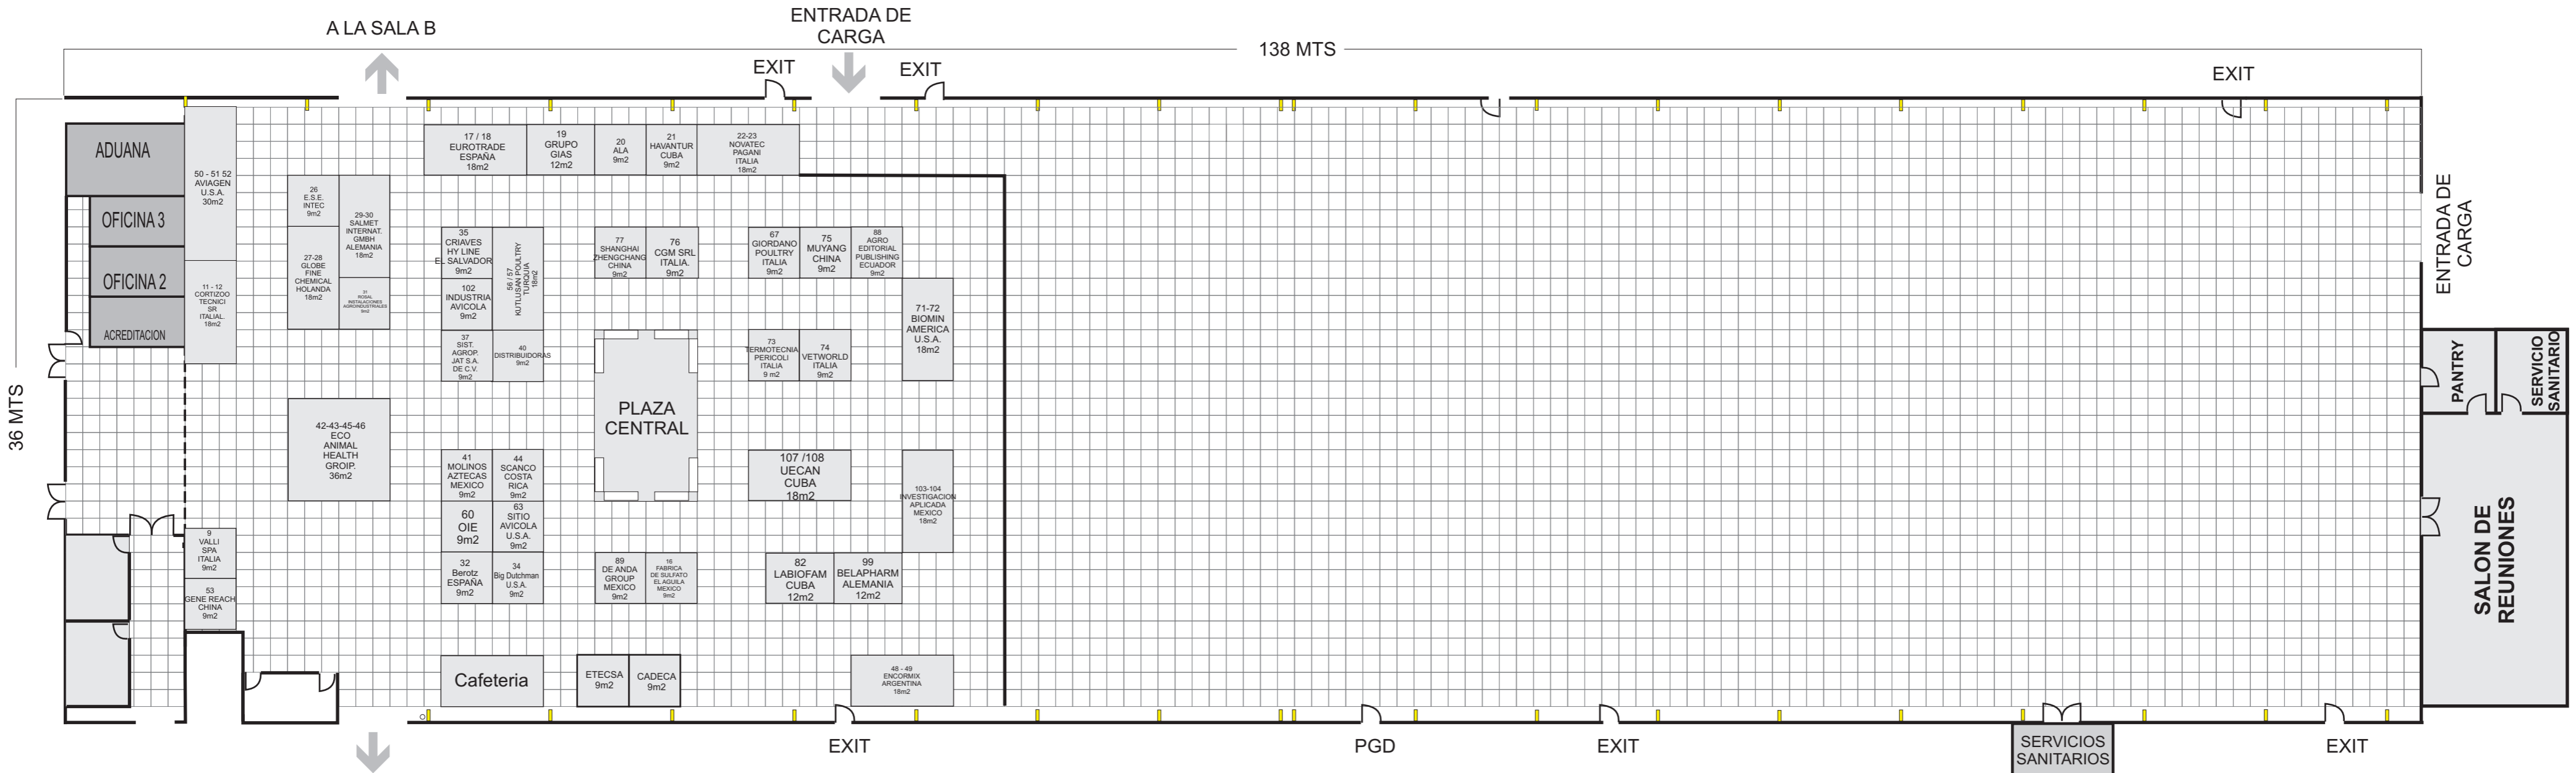 A LA SALA B
ENTRADA DE
CARGA
138 MTS
EXIT
EXIT
EXIT
36 MTS
ADUANA
OFICINA 3
OFICINA 2
ACREDITACION
50 - 51 52
AVIAGEN
U.S.A.
30m2
11 - 12
CORTIZOO
TECNICI
SR
ITALIAL.
18m2
26
E.S.E.
INTEC
9m2
27-28
GLOBE
FINE
CHEMICAL
HOLANDA
18m2
29-30
SALMET
INTERNAT.
GMBH
ALEMANIA
18m2
31
ROSAL
INSTALACIONES
AGROINDUSTRIALES
9m2
17 / 18
EUROTRADE
ESPAÑA
18m2
19
GRUPO
GIAS
12m2
20
ALA
9m2
21
HAVANTUR
CUBA
9m2
22-23
NOVATEC
PAGANI
ITALIA
18m2
35
CRIAVES
HY LINE
EL SALVADOR
9m2
56 / 57
KUTLUSAN POULTRY
TURQUIA
18m2
102
INDUSTRIA
AVICOLA
9m2
37
SIST.
AGROP.
JAT S.A.
DE C.V.
9m2
40
DISTRIBUIDORAS
9m2
77
SHANGHAI
ZHENGCHANG
CHINA
9m2
76
CGM SRL
ITALIA.
9m2
67
GIORDANO
POULTRY
ITALIA
9m2
75
MUYANG
CHINA
9m2
88
AGRO
EDITORIAL
PUBLISHING
ECUADOR
9m2
71-72
BIOMIN
AMERICA
U.S.A.
18m2
73
TERMOTECNIA
PERICOLI
ITALIA
9 m2
74
VETWORLD
ITALIA
9m2
PLAZA
CENTRAL
42-43-45-46
ECO
ANIMAL
HEALTH
GROIP.
36m2
41
MOLINOS
AZTECAS
MEXICO
9m2
44
SCANCO
COSTA
RICA
9m2
60
OIE
9m2
63
SITIO
AVICOLA
U.S.A.
9m2
32
Berotz
ESPAÑA
9m2
34
Big Dutchman
U.S.A.
9m2
107 /108
UECAN
CUBA
18m2
103-104
INVESTIGACION
APLICADA
MEXICO
18m2
89
DE ANDA
GROUP
MEXICO
9m2
16
FABRICA
DE SULFATO
EL AGUILA
MEXICO
9m2
82
LABIOFAM
CUBA
12m2
99
BELAPHARM
ALEMANIA
12m2
9
VALLI
SPA
ITALIA
9m2
53
GENE REACH
CHINA
9m2
Cafeteria
ETECSA
9m2
CADECA
9m2
48 - 49
ENCORMIX
ARGENTINA
18m2
ENTRADA DE
CARGA
PANTRY
SERVICIO
SANITARIO
SALON DE
REUNIONES
EXIT
PGD
EXIT
SERVICIOS
SANITARIOS
EXIT